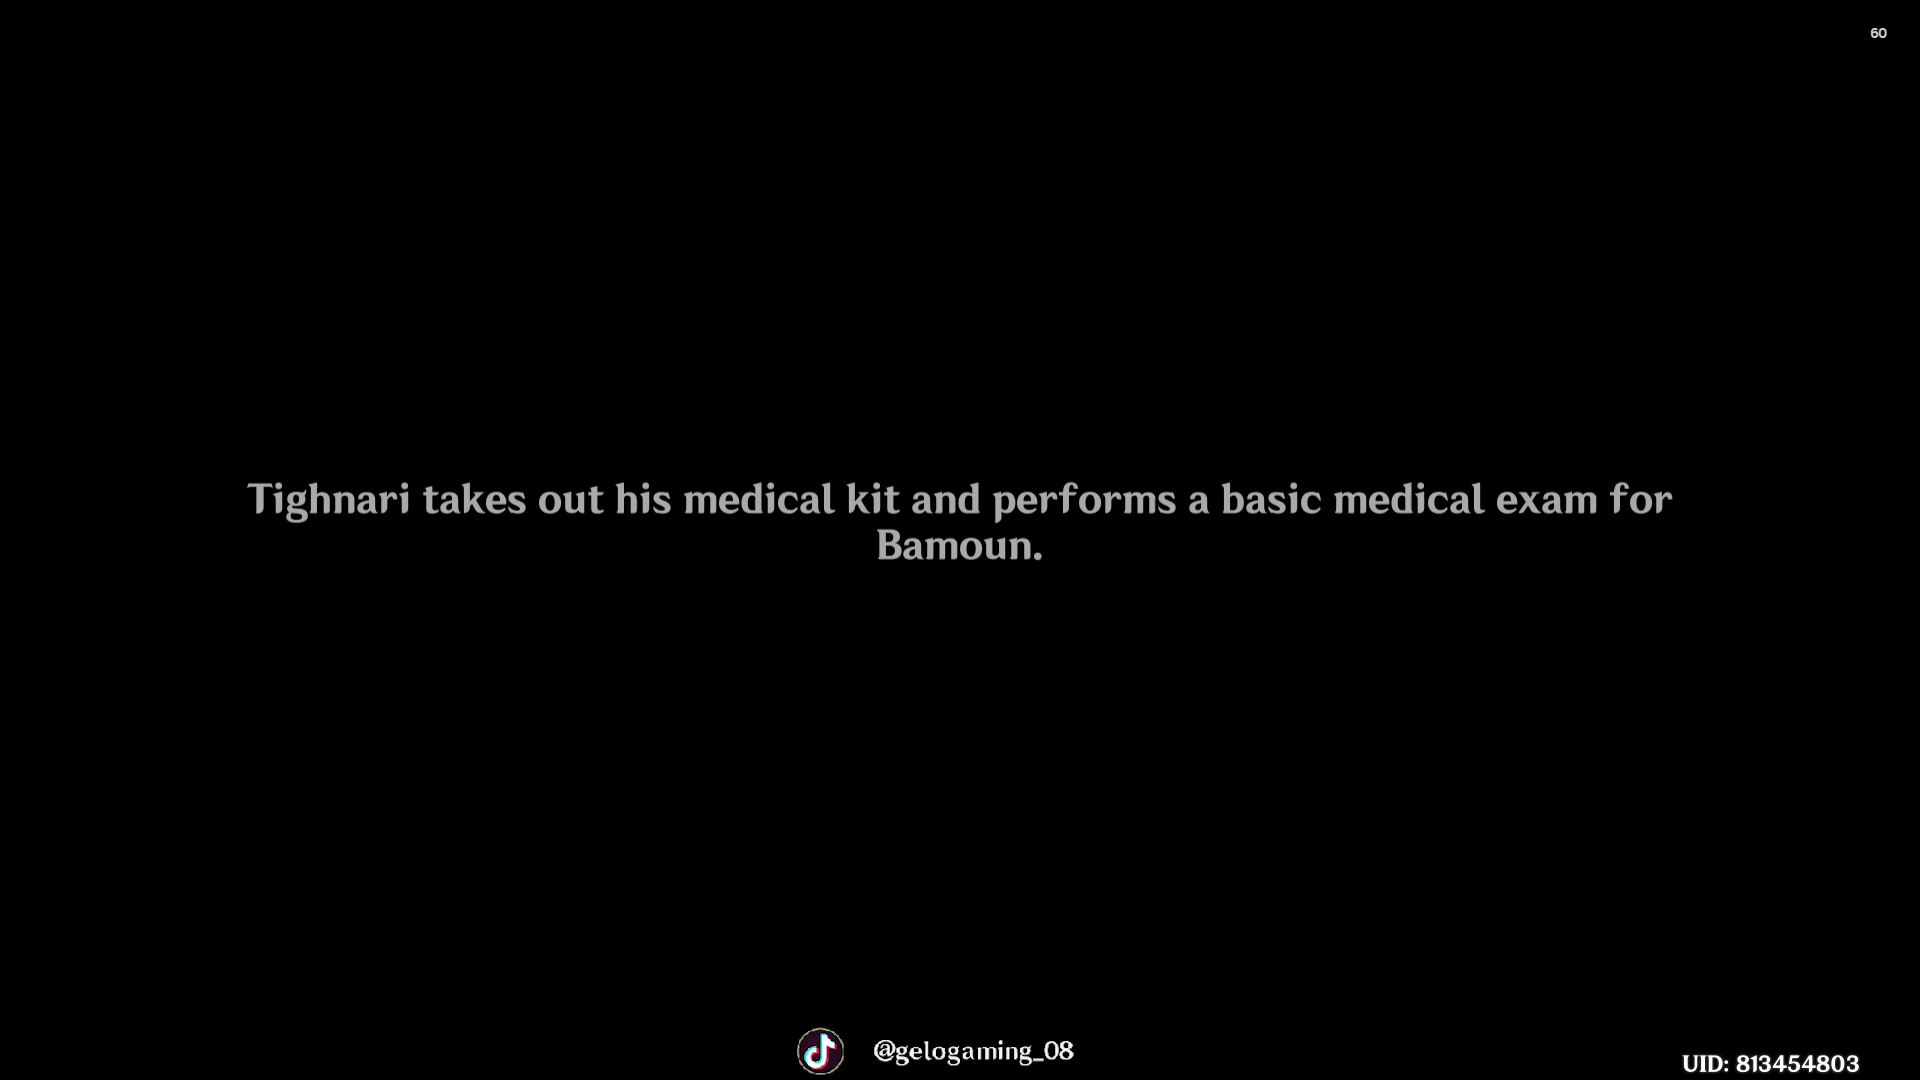 60
Tighnari takes out his medical kit and performs a basic medical exam for
Bamoun.
@gelogaming_08
UID: 813454803